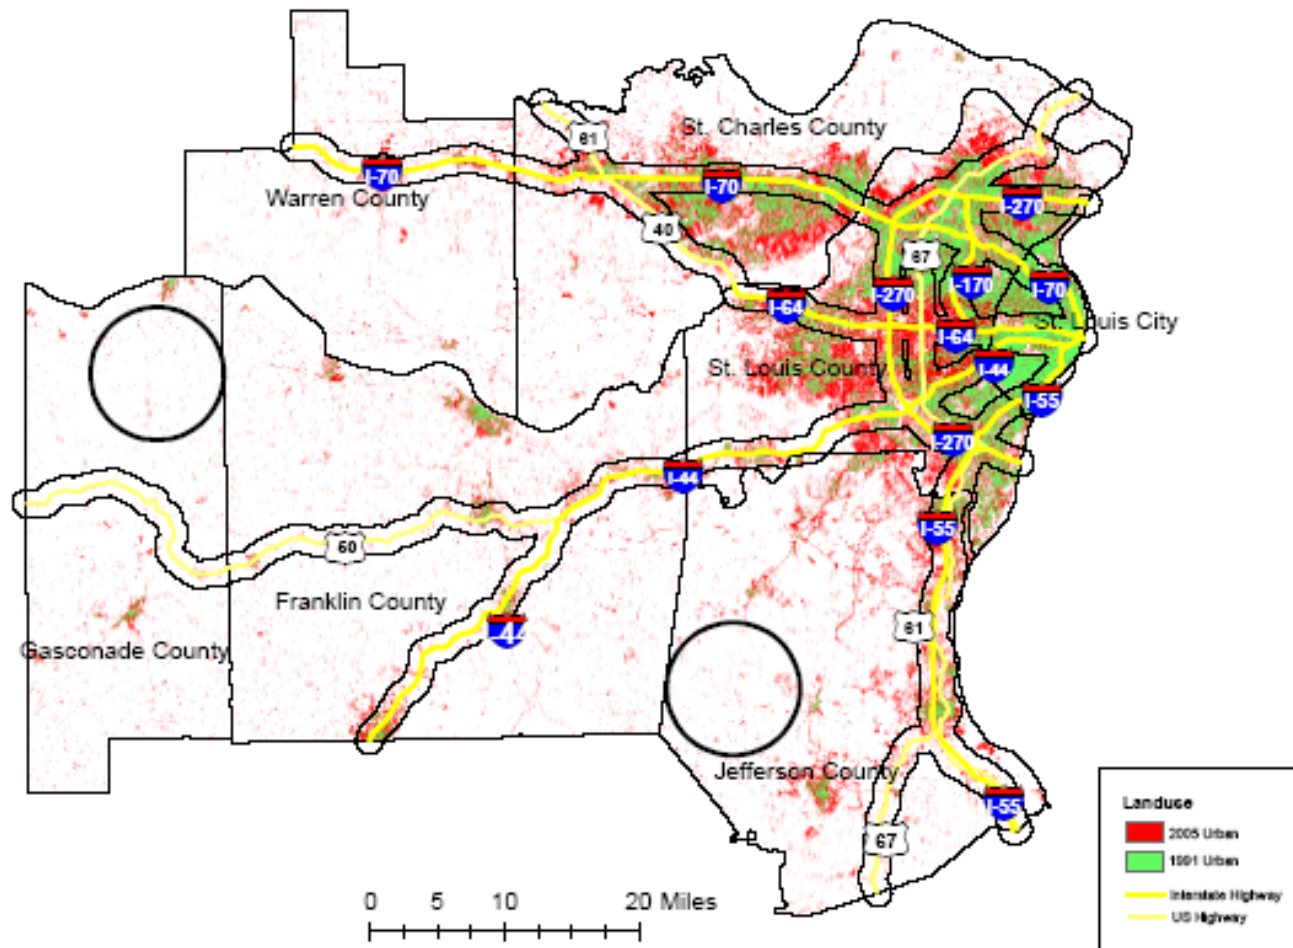 St. Charles County
61
I-70
I-70
Warren County
I-270
40
67
I-270
I-170
I-70
I-64
St. Louis City
I-64
St. Louis County
I-44
I-55
I-270
I-44
I-55
60
Franklin County
I-44
61
Gasconade County
Jefferson County
I-55
67
Landuse
2005 Urban
1991 Urban
Interstate Highway
US Highway
0 5 10 20 Miles